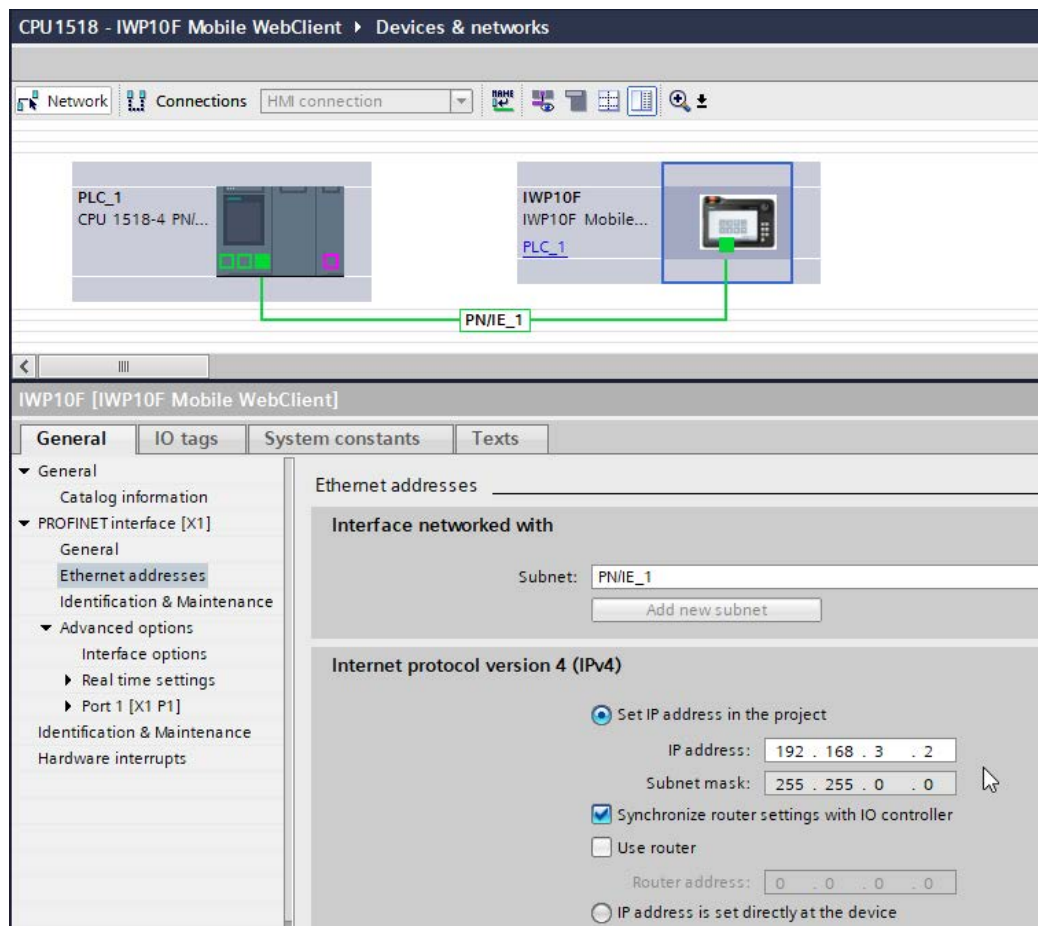 CPU1518 - IWP10F Mobile WebClient ▸ Devices & networks
Network Connections HMI connection
PLC_1
CPU 1518-4 PN/...
IWP10F
IWP10F Mobile...
PLC_1
PN/IE_1
IWP10F [IWP10F Mobile WebClient]
General IO tags System constants Texts
General
Catalog information
PROFINET interface [X1]
General
Ethernet addresses
Identification & Maintenance
Advanced options
Interface options
Real time settings
Port 1 [X1 P1]
Identification & Maintenance
Hardware interrupts
Ethernet addresses
Interface networked with
Subnet: PN/IE_1
Add new subnet
Internet protocol version 4 (IPv4)
Set IP address in the project
IP address: 192 . 168 . 3 . 2
Subnet mask: 255 . 255 . 0 . 0
Synchronize router settings with IO controller
Use router
Router address: 0 . 0 . 0 . 0
IP address is set directly at the device